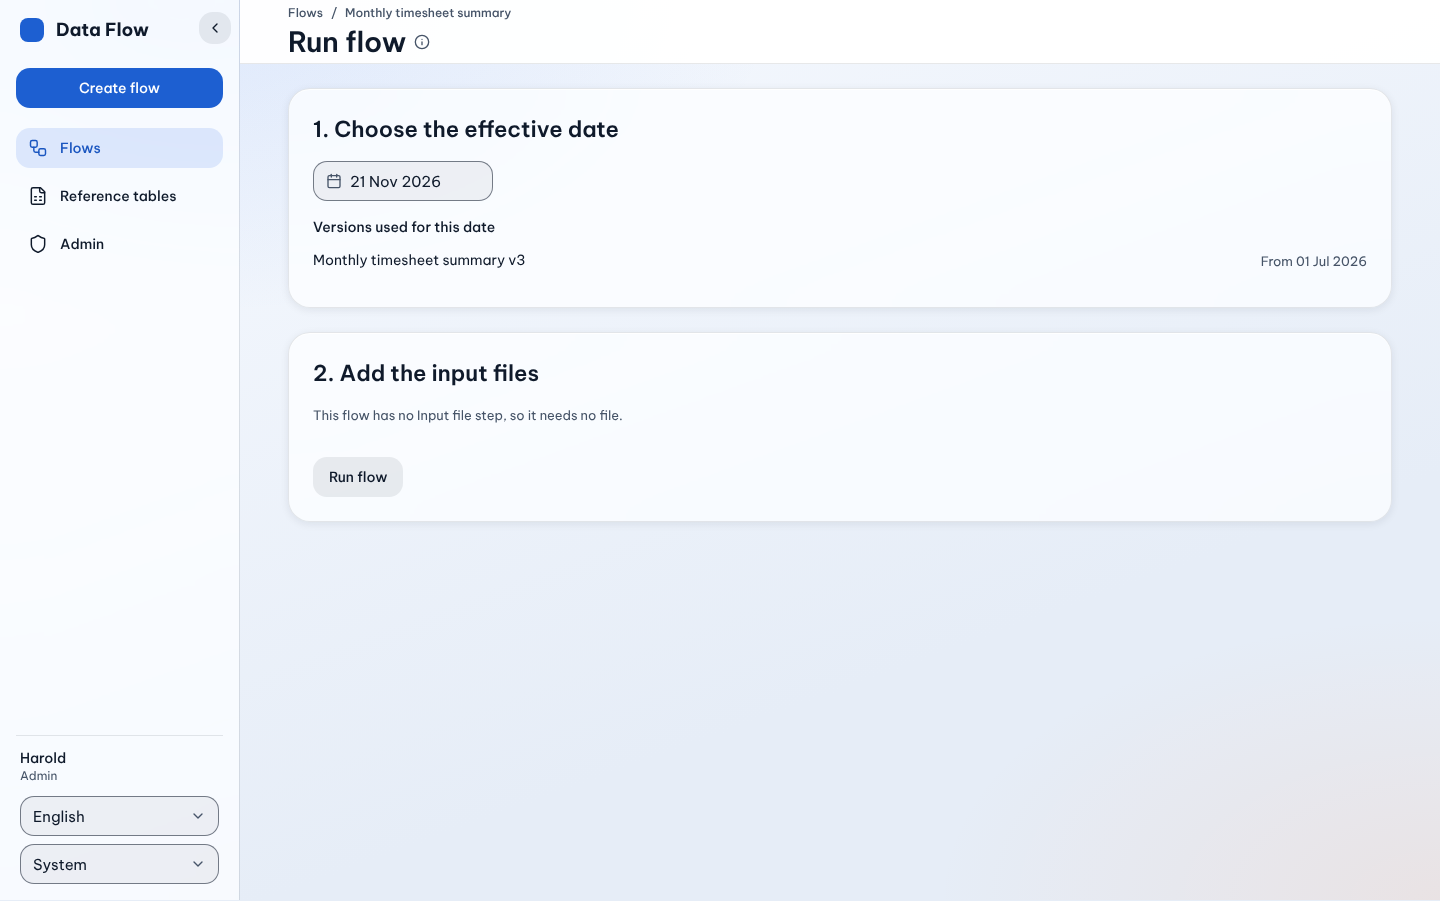 Data Flow
Create flow
Flows
Reference tables
Admin
Harold
Admin
English
System
Flows / Monthly timesheet summary
Run flow
1. Choose the effective date
21 Nov 2026
Versions used for this date
Monthly timesheet summary v3
From 01 Jul 2026
2. Add the input files
This flow has no Input file step, so it needs no file.
Run flow